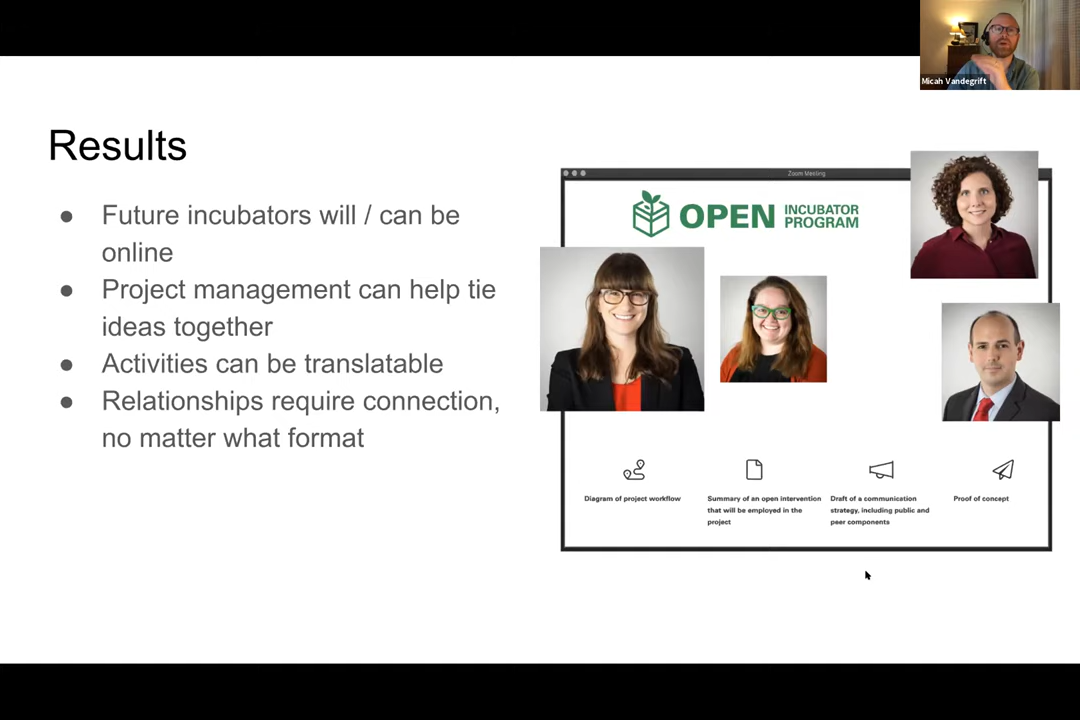 Micah Vandegrift
Results
● Future incubators will / can be
online
● Project management can help tie
ideas together
● Activities can be translatable
● Relationships require connection,
no matter what format
Zoom Meeting
OPEN INCUBATOR
PROGRAM
Diagram of project workflow
Summary of an open intervention
that will be employed in the
project
Draft of a communication
strategy, including public and
peer components
Proof of concept